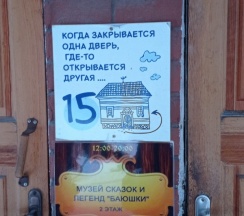 КОГДА ЗАКРЫВАЕТСЯ
ОДНА ДВЕРЬ,
ГДЕ-ТО
ОТКРЫВАЕТСЯ
ДРУГАЯ ....
15
12:00-20:00
МУЗЕЙ СКАЗОК И
ЛЕГЕНД "БАЮШКИ"
2 ЭТАЖ